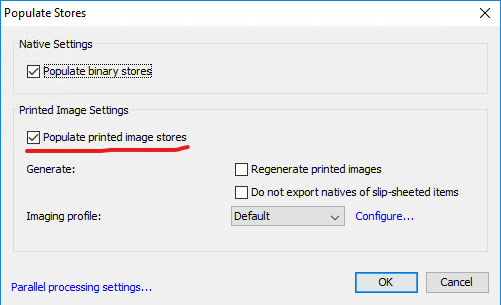 Populate Stores
Native Settings
Populate binary stores
Printed Image Settings
Populate printed image stores
Generate:
Regenerate printed images
Do not export natives of slip-sheeted items
Imaging profile:
Default
Configure...
Parallel processing settings...
OK
Cancel